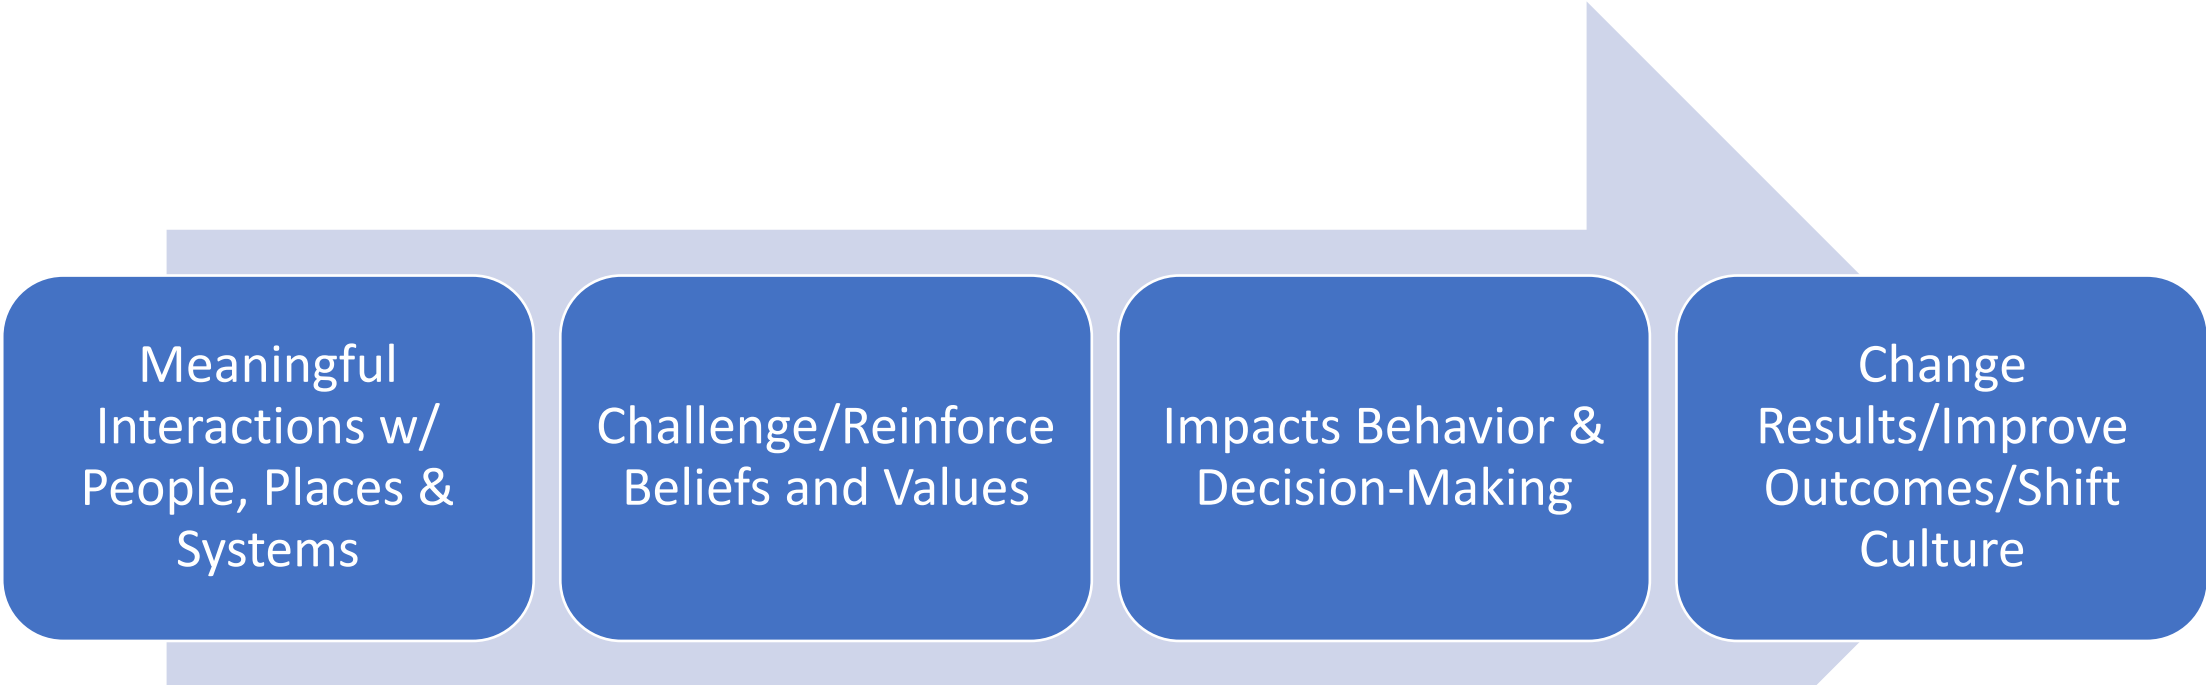 Meaningful
Interactions w/
People, Places &
Systems
Challenge/Reinforce
Beliefs and Values
Impacts Behavior &
Decision-Making
Change
Results/Improve
Outcomes/Shift
Culture